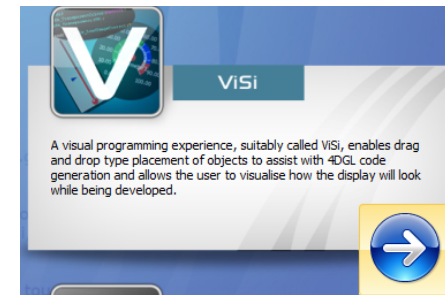 V
ViSi
A visual programming experience, suitably called ViSi, enables drag
and drop type placement of objects to assist with 4DGL code
generation and allows the user to visualise how the display will look
while being developed.